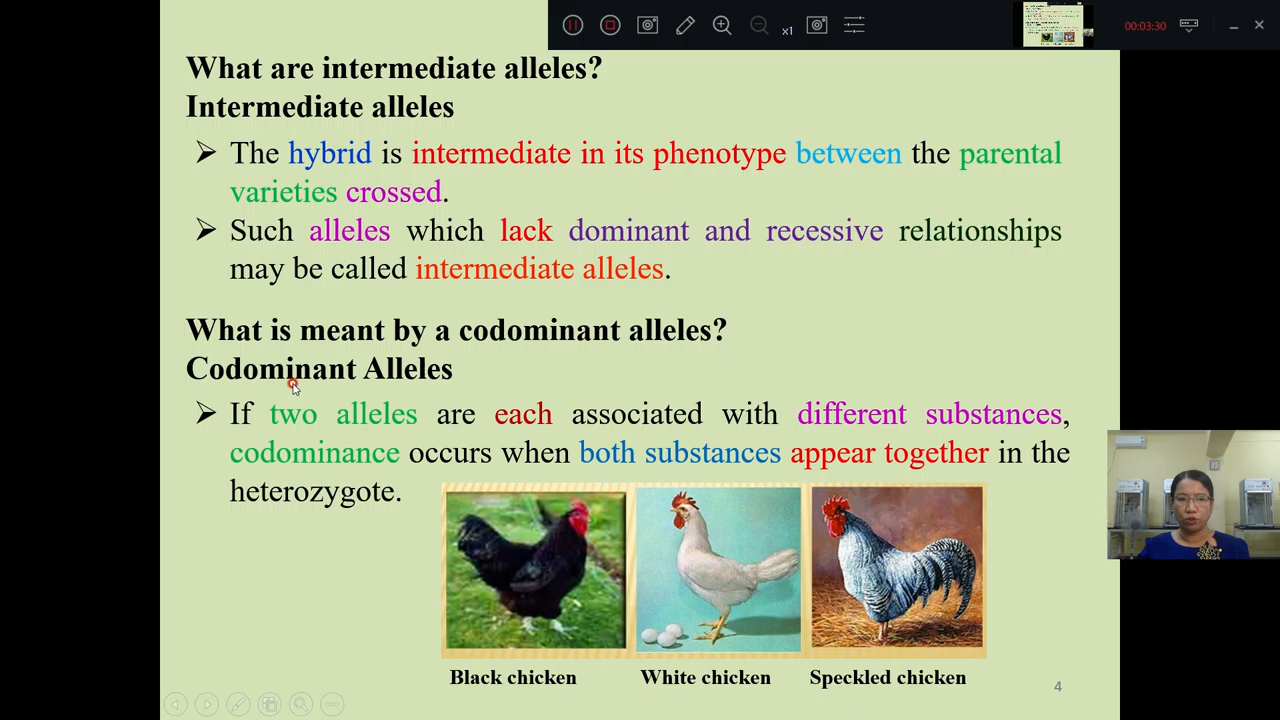 x1
00:03:30
What are intermediate alleles?
Intermediate alleles
➢ The hybrid is intermediate in its phenotype between the parental
varieties crossed.
➢ Such alleles which lack dominant and recessive relationships
may be called intermediate alleles.
What is meant by a codominant alleles?
Codominant Alleles
➢ If two alleles are each associated with different substances,
codominance occurs when both substances appear together in the
heterozygote.
Black chicken White chicken Speckled chicken
4